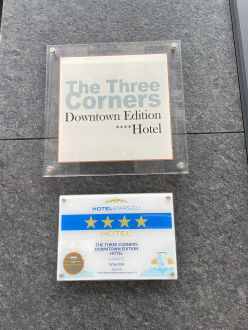 The Three
Corners
Downtown Edition
****Hotel
HOTELSTARS.EU
HOTEL
THE THREE CORNERS
DOWNTOWN EDITION
HOTEL